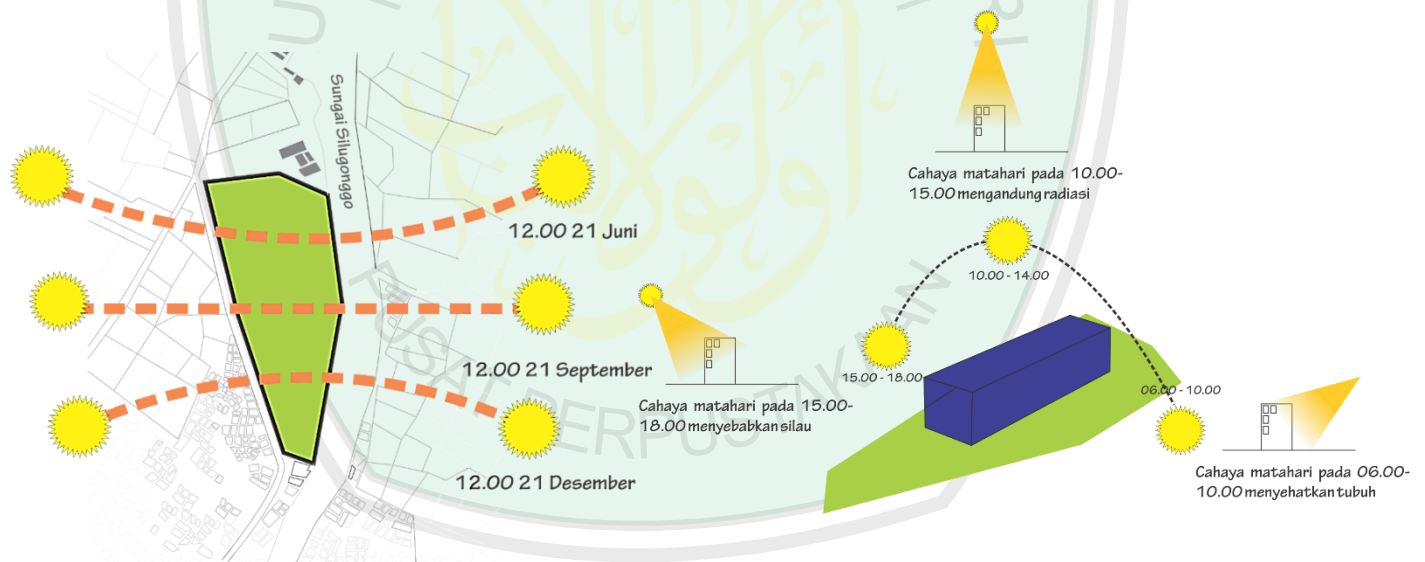 Sungai Silugonggo
12.00 21 Juni
12.00 21 September
12.00 21 Desember
Cahaya matahari pada 10.00-
15.00 mengandung radiasi
10.00 - 14.00
15.00 - 18.00
06.00 - 10.00
Cahaya matahari pada 15.00-
18.00 menyebabkan silau
Cahaya matahari pada 06.00-
10.00 menyehatkan tubuh
PUSAT PERPUSTAKAAN